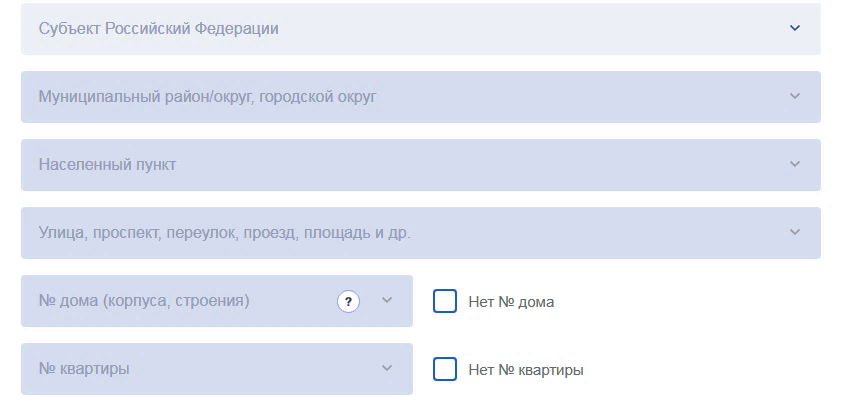 Субъект Российский Федерации
Муниципальный район/округ, городской округ
Населенный пункт
Улица, проспект, переулок, проезд, площадь и др.
№ дома (корпуса, строения) ? Нет № дома
№ квартиры Нет № квартиры